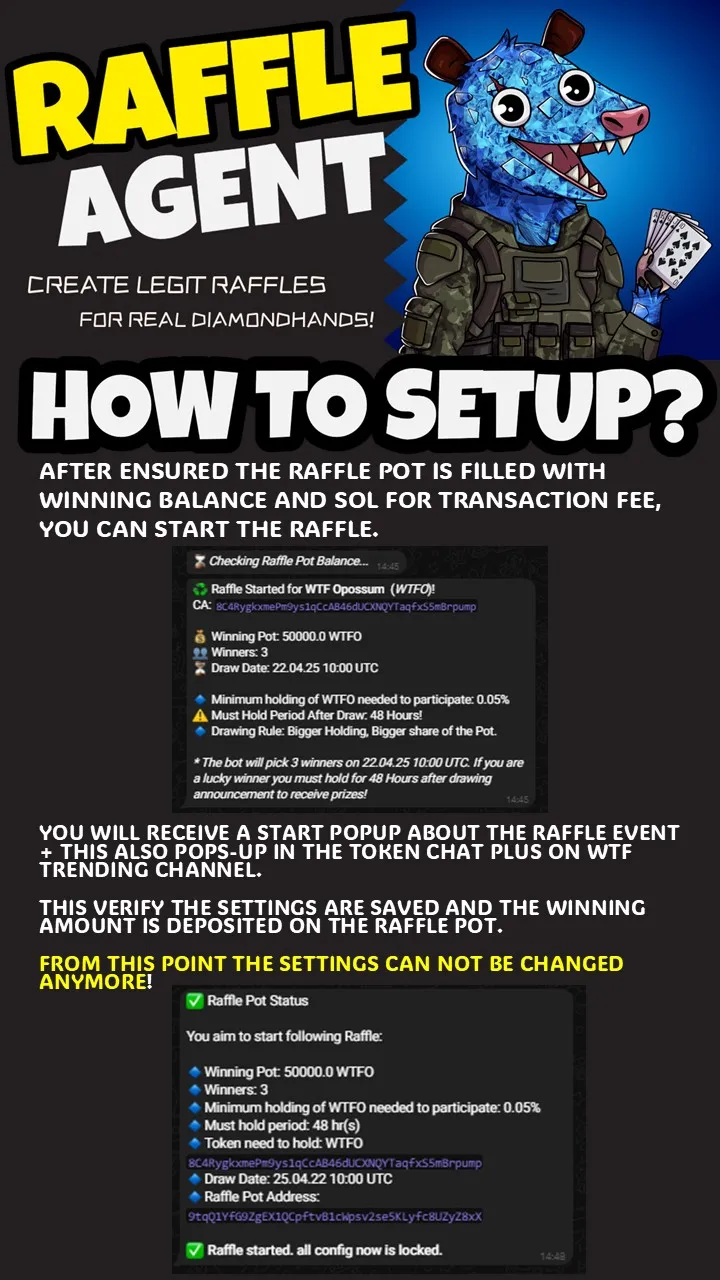 RAFFLE
AGENT
CREATE LEGIT RAFFLES
FOR REAL DIAMONDHANDS!
HOW TO SETUP?
AFTER ENSURED THE RAFFLE POT IS FILLED WITH
WINNING BALANCE AND SOL FOR TRANSACTION FEE,
YOU CAN START THE RAFFLE.
⏳ Checking Raffle Pot Balance... 14:45
♻️ Raffle Started for WTF Opossum (WTFO)!
CA: 8C4RygkxmePm9ys1qCcAB46dUCXNQYTaqfxS5mBrpump
💰 Winning Pot: 50000.0 WTFO
👥 Winners: 3
⏳ Draw Date: 22.04.25 10:00 UTC
🔹 Minimum holding of WTFO needed to participate: 0.05%
⚠️ Must Hold Period After Draw: 48 Hours!
🔹 Drawing Rule: Bigger Holding, Bigger share of the Pot.
* The bot will pick 3 winners on 22.04.25 10:00 UTC. If you are
a lucky winner you must hold for 48 Hours after drawing
announcement to receive prizes!
14:45
YOU WILL RECEIVE A START POPUP ABOUT THE RAFFLE EVENT
+ THIS ALSO POPS-UP IN THE TOKEN CHAT PLUS ON WTF
TRENDING CHANNEL.
THIS VERIFY THE SETTINGS ARE SAVED AND THE WINNING
AMOUNT IS DEPOSITED ON THE RAFFLE POT.
FROM THIS POINT THE SETTINGS CAN NOT BE CHANGED
ANYMORE!
✅ Raffle Pot Status
You aim to start following Raffle:
🔹 Winning Pot: 50000.0 WTFO
🔹 Winners: 3
🔹 Minimum holding of WTFO needed to participate: 0.05%
🔹 Must hold period: 48 hr(s)
🔹 Token need to hold: WTFO
8C4RygkxmePm9ys1qCcAB46dUCXNQYTaqfxS5mBrpump
🔹 Draw Date: 25.04.22 10:00 UTC
🔹 Raffle Pot Address:
9tqQ1YfG9ZgEX1QCpftvB1cWpsv2se5KLyfc8UZyZ8xX
✅ Raffle started. all config now is locked.
14:48